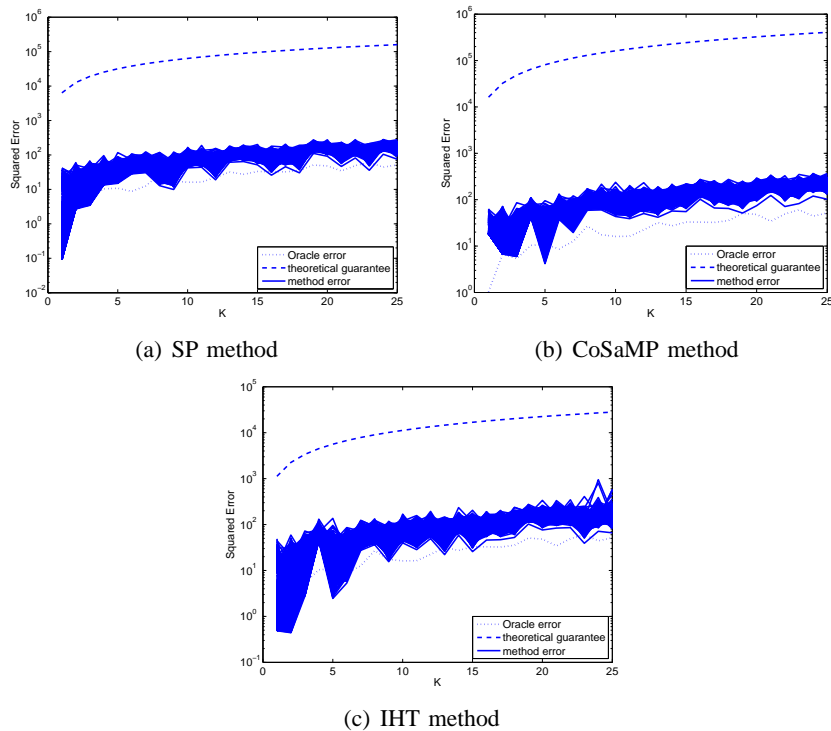 10^6
10^5
10^4
10^3
10^2
10^1
10^0
10^-1
10^-2
Squared Error
0 5 10 15 20 25
K
Oracle error
theoretical guarantee
method error
(a) SP method
10^6
10^5
10^4
10^3
10^2
10^1
10^0
Squared Error
0 5 10 15 20 25
K
Oracle error
theoretical guarantee
method error
(b) CoSaMP method
10^5
10^4
10^3
10^2
10^1
10^0
10^-1
Squared Error
0 5 10 15 20 25
K
Oracle error
theoretical guarantee
method error
(c) IHT method